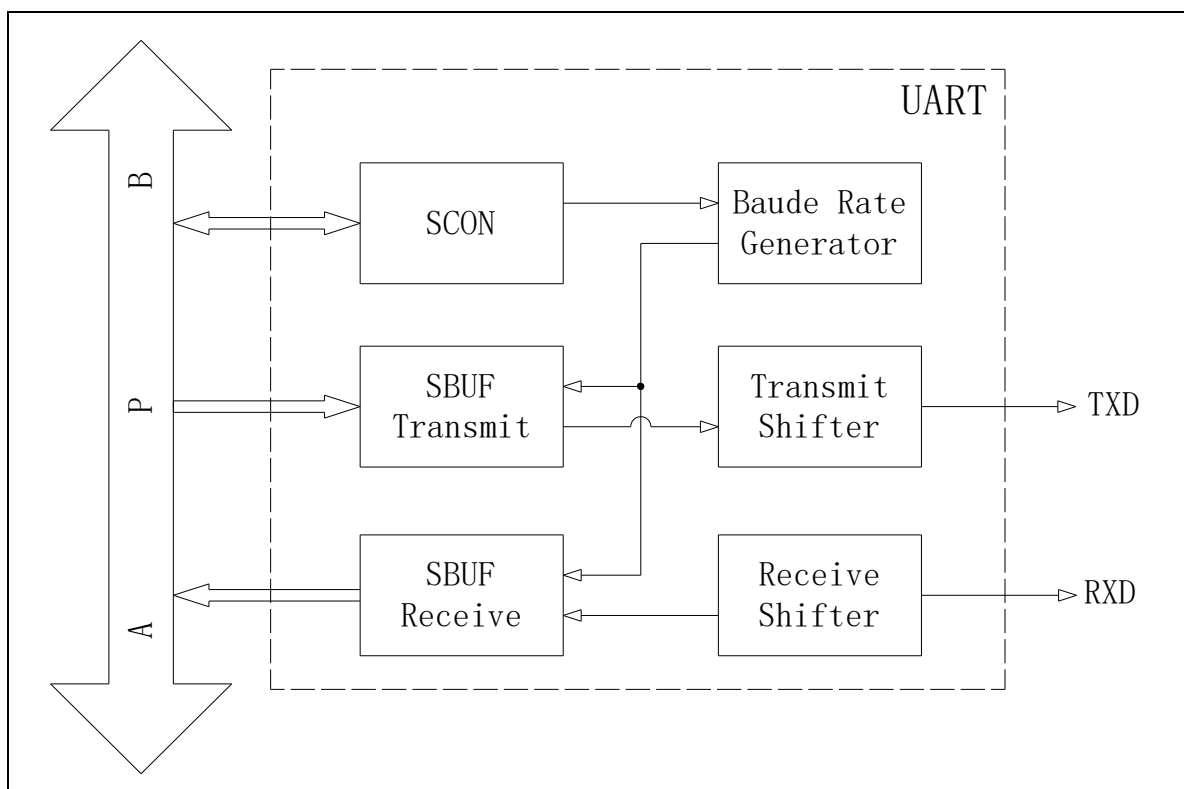 UART
B
P
A
SCON
Baude Rate
Generator
SBUF
Transmit
Transmit
Shifter
TXD
SBUF
Receive
Receive
Shifter
RXD